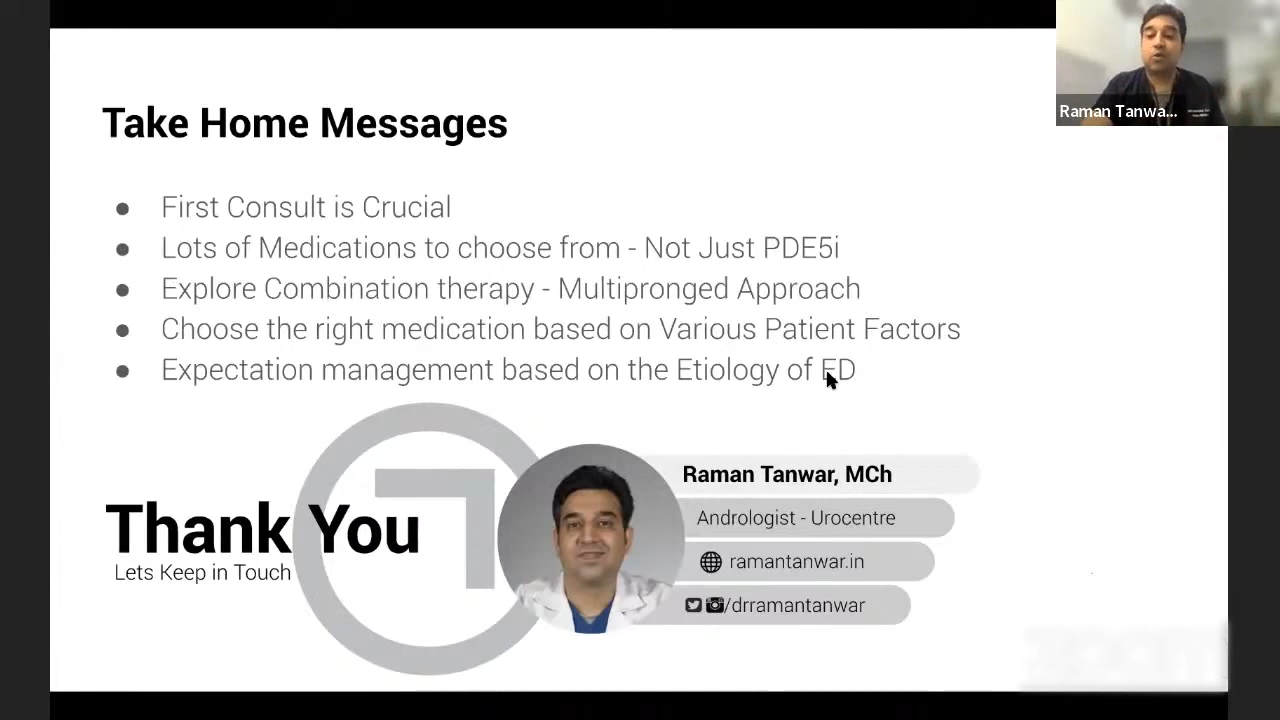 Raman Tanwa...
Take Home Messages
● First Consult is Crucial
● Lots of Medications to choose from - Not Just PDE5i
● Explore Combination therapy - Multipronged Approach
● Choose the right medication based on Various Patient Factors
● Expectation management based on the Etiology of ED
Thank You
Lets Keep in Touch
Raman Tanwar, MCh
Andrologist - Urocentre
ramantanwar.in
/drramantanwar
zoom